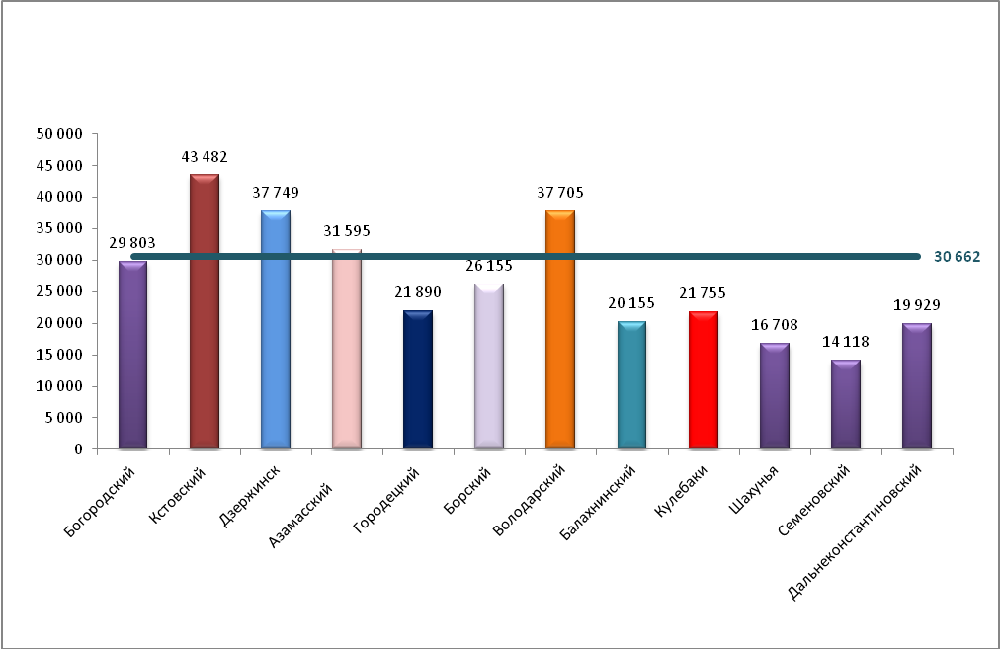 50 000
45 000
40 000
35 000
30 000
25 000
20 000
15 000
10 000
5 000
0
29 803
43 482
37 749
31 595
21 890
26 155
37 705
20 155
21 755
16 708
14 118
19 929
30 662
Богородский
Кстовский
Дзержинск
Азамасский
Городецкий
Борский
Володарский
Балахнинский
Кулебаки
Шахунья
Семеновский
Дальнеконстантиновский